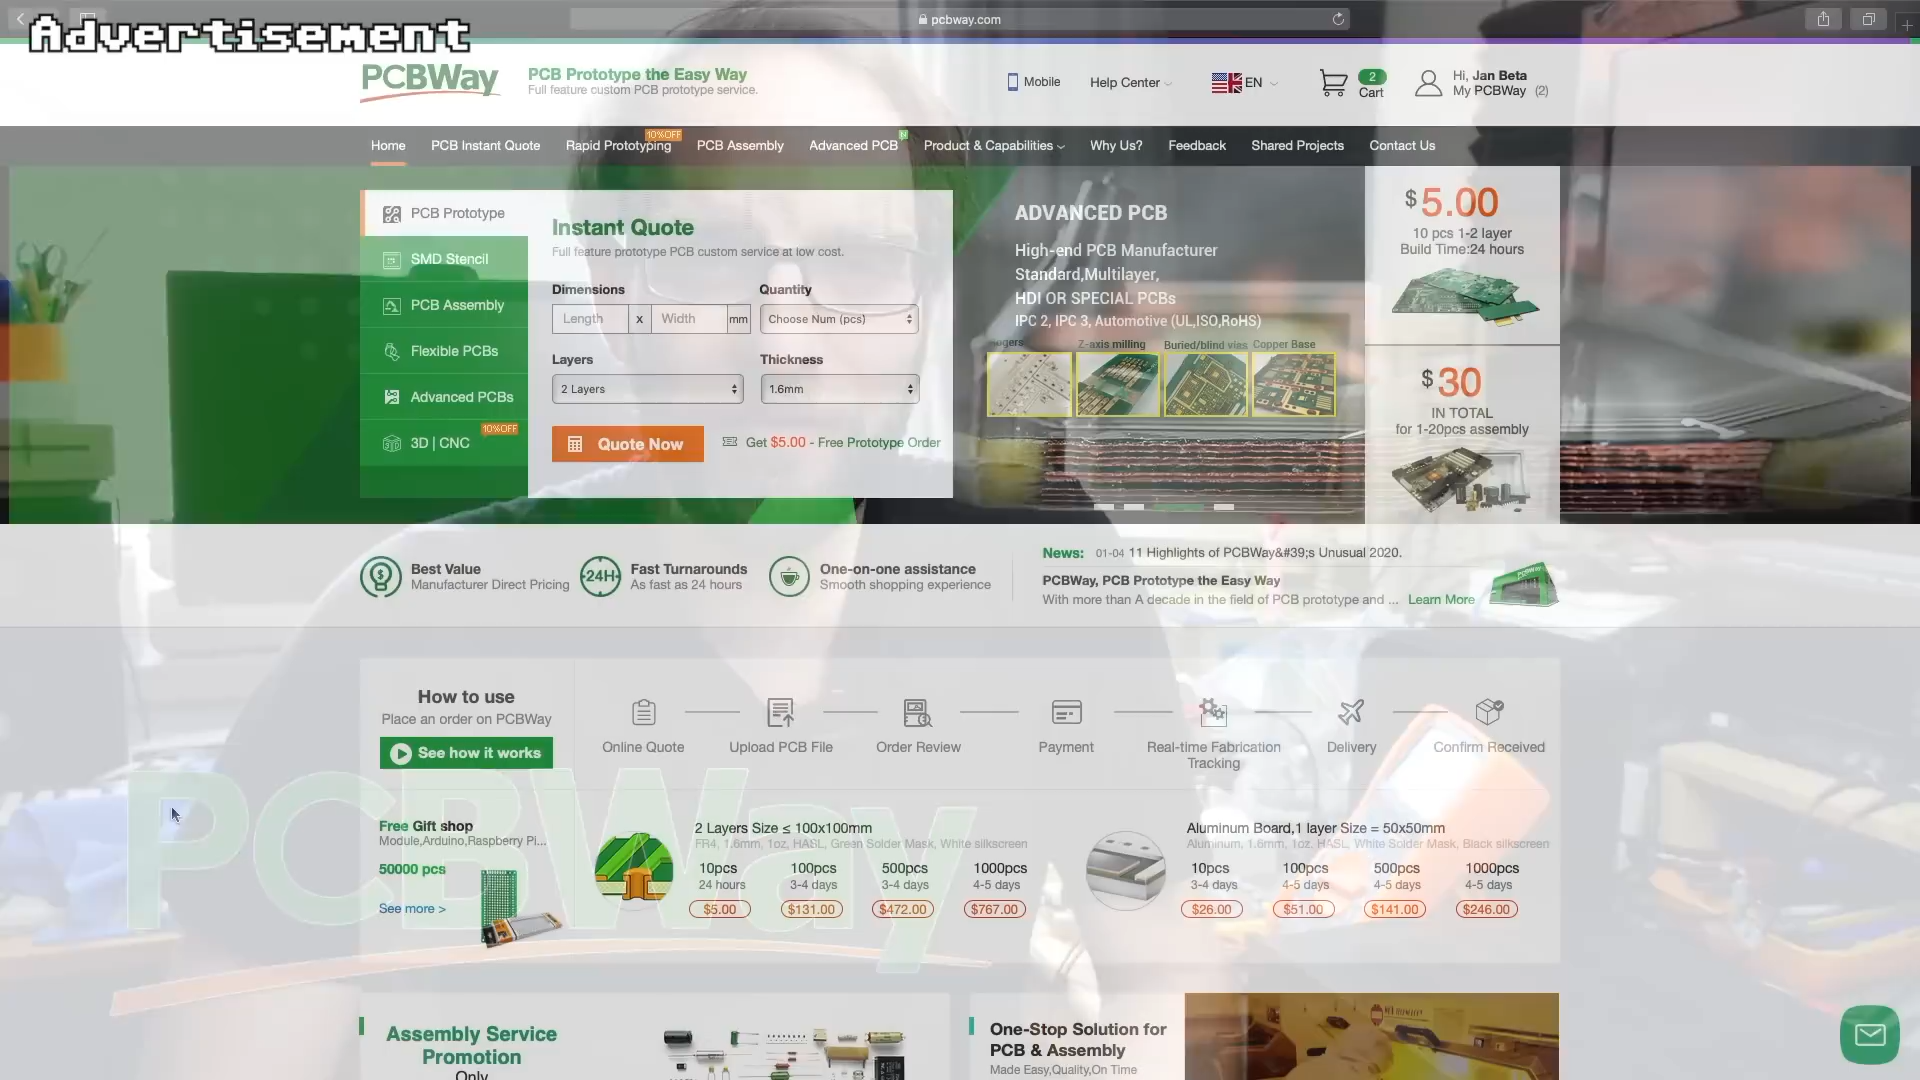 Advertisement
pcbway.com
PCBWay
PCB Prototype the Easy Way
Full feature custom PCB prototype service.
Mobile
Help Center
EN
2
Cart
Hi, Jan Beta
My PCBWay (2)
Home
PCB Instant Quote
Rapid Prototyping
10%OFF
PCB Assembly
Advanced PCB
N
Product & Capabilities
Why Us?
Feedback
Shared Projects
Contact Us
PCB Prototype
SMD Stencil
PCB Assembly
Flexible PCBs
Advanced PCBs
10%OFF
3D | CNC
Instant Quote
Full feature prototype PCB custom service at low cost.
Dimensions
Quantity
Length x Width mm
Choose Num (pcs)
Layers
Thickness
2 Layers
1.6mm
Quote Now
Get $5.00 - Free Prototype Order
ADVANCED PCB
High-end PCB Manufacturer
Standard,Multilayer,
HDI OR SPECIAL PCBs
IPC 2, IPC 3, Automotive (UL,ISO,RoHS)
Z-axis milling
Buried/blind vias
Copper Base
$5.00
10 pcs 1-2 layer
Build Time:24 hours
$30
IN TOTAL
for 1-20pcs assembly
Best Value
Manufacturer Direct Pricing
24H
Fast Turnarounds
As fast as 24 hours
One-on-one assistance
Smooth shopping experience
News: 01-04 11 Highlights of PCBWay&#39;s Unusual 2020.
PCBWay, PCB Prototype the Easy Way
With more than A decade in the field of PCB prototype and ... Learn More
How to use
Place an order on PCBWay
See how it works
Online Quote
Upload PCB File
Order Review
Payment
Real-time Fabrication
Tracking
Delivery
Confirm Received
PCBWay
Free Gift shop
Module,Arduino,Raspberry Pi...
50000 pcs
See more >
2 Layers Size ≤ 100x100mm
FR4, 1.6mm, 1oz, HASL, Green Solder Mask, White silkscreen
10pcs 100pcs 500pcs 1000pcs
24 hours 3-4 days 3-4 days 4-5 days
$5.00 $131.00 $472.00 $767.00
Aluminum Board,1 layer Size = 50x50mm
Aluminum, 1.6mm, 1oz, HASL, White Solder Mask, Black silkscreen
10pcs 100pcs 500pcs 1000pcs
3-4 days 4-5 days 4-5 days 4-5 days
$26.00 $51.00 $141.00 $246.00
Assembly Service
Promotion
Only
One-Stop Solution for
PCB & Assembly
Made Easy,Quality,On Time